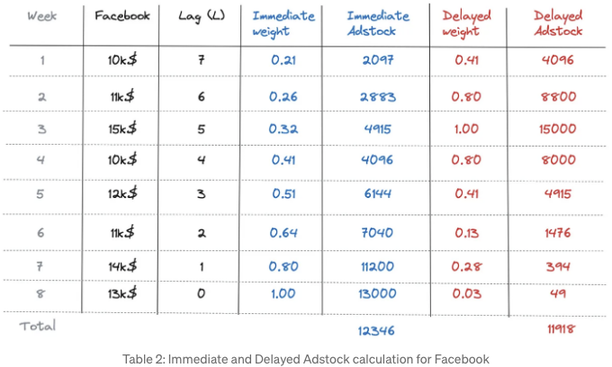 Week Facebook Lag (L) Immediate weight Immediate Adstock Delayed weight Delayed Adstock
1 10k$ 7 0.21 2097 0.41 4096
2 11k$ 6 0.26 2883 0.80 8800
3 15k$ 5 0.32 4915 1.00 15000
4 10k$ 4 0.41 4096 0.80 8000
5 12k$ 3 0.51 6144 0.41 4915
6 11k$ 2 0.64 7040 0.13 1476
7 14k$ 1 0.80 11200 0.28 394
8 13k$ 0 1.00 13000 0.03 49
Total 12346 11918
Table 2: Immediate and Delayed Adstock calculation for Facebook